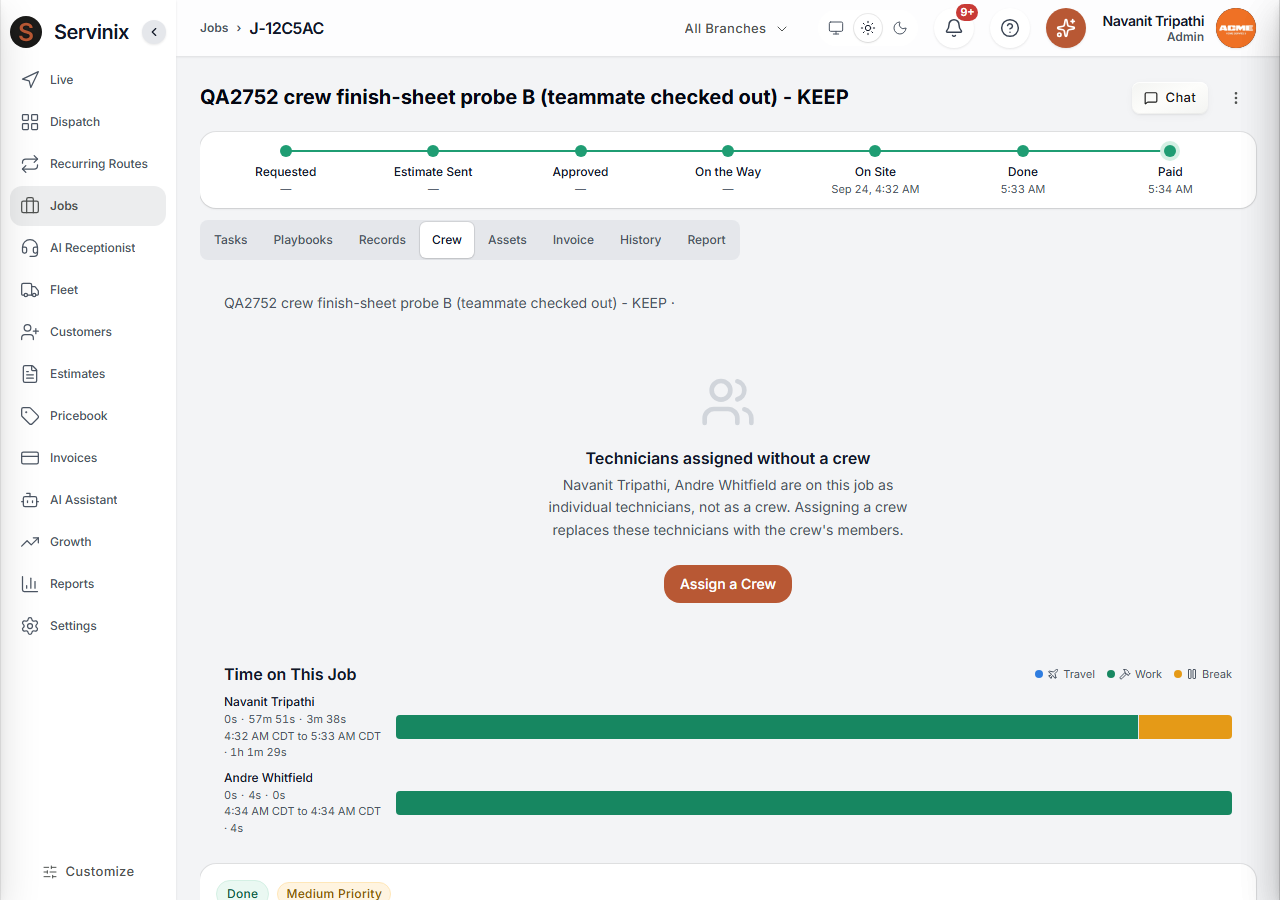 S
Servinix
Jobs › J-12C5AC
All Branches
9+
Navanit Tripathi
Admin
ACME
Live
Dispatch
Recurring Routes
Jobs
AI Receptionist
Fleet
Customers
Estimates
Pricebook
Invoices
AI Assistant
Growth
Reports
Settings
Customize
QA2752 crew finish-sheet probe B (teammate checked out) - KEEP
Chat
Requested
—
Estimate Sent
—
Approved
—
On the Way
—
On Site
Sep 24, 4:32 AM
Done
5:33 AM
Paid
5:34 AM
Tasks
Playbooks
Records
Crew
Assets
Invoice
History
Report
QA2752 crew finish-sheet probe B (teammate checked out) - KEEP ·
Technicians assigned without a crew
Navanit Tripathi, Andre Whitfield are on this job as
individual technicians, not as a crew. Assigning a crew
replaces these technicians with the crew's members.
Assign a Crew
Time on This Job
Travel
Work
Break
Navanit Tripathi
0s · 57m 51s · 3m 38s
4:32 AM CDT to 5:33 AM CDT
· 1h 1m 29s
Andre Whitfield
0s · 4s · 0s
4:34 AM CDT to 4:34 AM CDT
· 4s
Done
Medium Priority